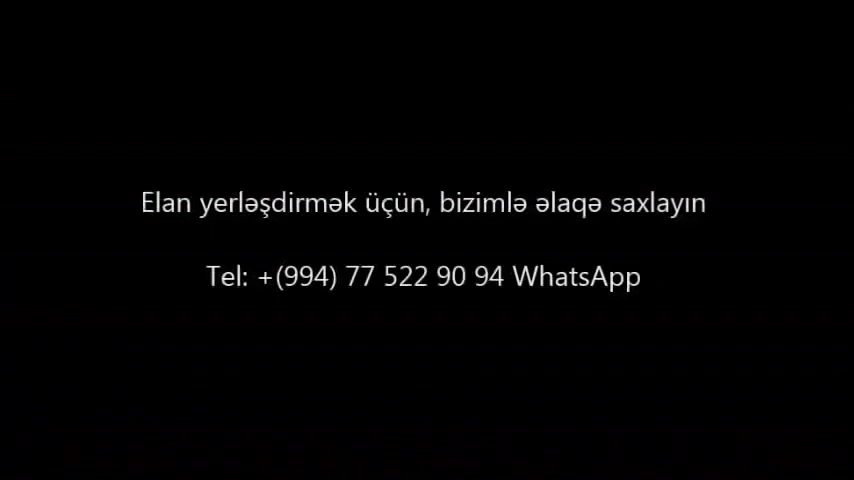 Elan yerləşdirmək üçün, bizimlə əlaqə saxlayın
Tel: +(994) 77 522 90 94 WhatsApp